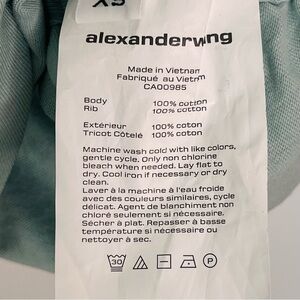 XS
alexanderwang
Made in Vietnam
Fabriqué au Vietnam
CA00985
Body 100% cotton
Rib 100% cotton
Extérieur 100% coton
Tricot Côtelé 100% coton
Machine wash cold with like colors,
gentle cycle. Only non chlorine
bleach when needed. Lay flat to
dry. Cool iron if necessary or dry
clean.
Laver à la machine à l'eau froide
avec des couleurs similaires, cycle
délicat. Agent de blanchiment non
chloré seulement si nécessaire.
Sécher à plat. Repasser à basse
température si nécessaire ou
nettoyer à sec.
30 P